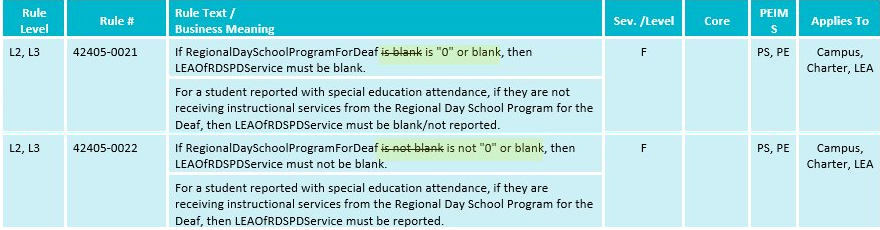 Rule Level Rule # Rule Text / Business Meaning Sev. /Level Core PEIMS Applies To
L2, L3 42405-0021 If RegionalDaySchoolProgramForDeaf is blank is "0" or blank, then F PS, PE Campus,
LEAOfRDSPDService must be blank. Charter, LEA
For a student reported with special education attendance, if they are not
receiving instructional services from the Regional Day School Program for the
Deaf, then LEAOfRDSPDService must be blank/not reported.
L2, L3 42405-0022 If RegionalDaySchoolProgramForDeaf is not blank is not "0" or blank, then F PS, PE Campus,
LEAOfRDSPDService must not be blank. Charter, LEA
For a student reported with special education attendance, if they are
receiving instructional services from the Regional Day School Program for the
Deaf, then LEAOfRDSPDService must be reported.